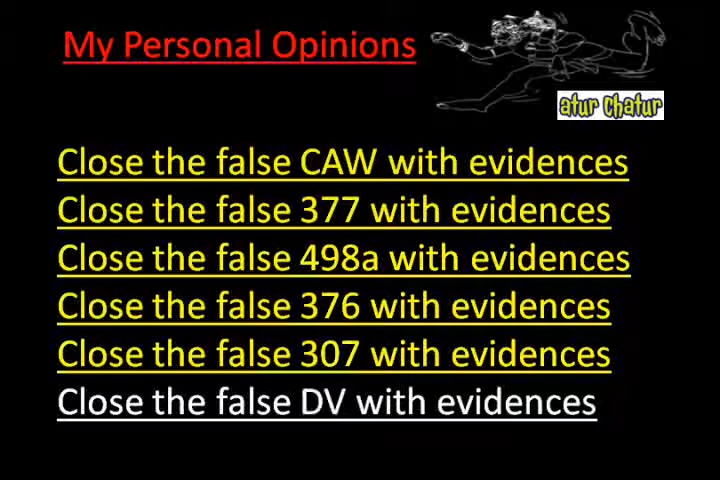 My Personal Opinions
atur chatur
Close the false CAW with evidences
Close the false 377 with evidences
Close the false 498a with evidences
Close the false 376 with evidences
Close the false 307 with evidences
Close the false DV with evidences